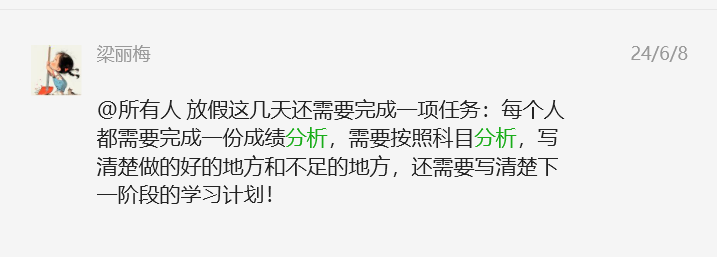 梁丽梅
24/6/8
@所有人 放假这几天还需要完成一项任务：每个人
都需要完成一份成绩分析，需要按照科目分析，写
清楚做的好的地方和不足的地方，还需要写清楚下
一阶段的学习计划！